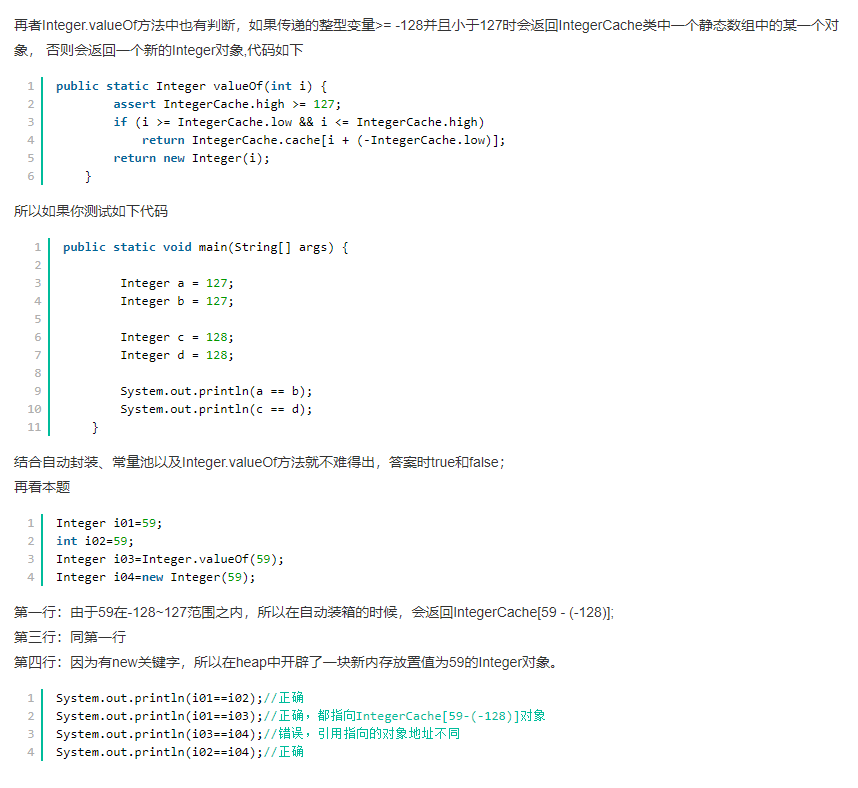 再者Integer.valueOf方法中也有判断，如果传递的整型变量>= -128并且小于127时会返回IntegerCache类中一个静态数组中的某一个对
象， 否则会返回一个新的Integer对象,代码如下
1 public static Integer valueOf(int i) {
2         assert IntegerCache.high >= 127;
3         if (i >= IntegerCache.low && i <= IntegerCache.high)
4             return IntegerCache.cache[i + (-IntegerCache.low)];
5         return new Integer(i);
6     }
所以如果你测试如下代码
1 public static void main(String[] args) {
2
3         Integer a = 127;
4         Integer b = 127;
5
6         Integer c = 128;
7         Integer d = 128;
8
9         System.out.println(a == b);
10         System.out.println(c == d);
11     }
结合自动封装、常量池以及Integer.valueOf方法就不难得出，答案时true和false；
再看本题
1 Integer i01=59;
2 int i02=59;
3 Integer i03=Integer.valueOf(59);
4 Integer i04=new Integer(59);
第一行：由于59在-128~127范围之内，所以在自动装箱的时候，会返回IntegerCache[59 - (-128)];
第三行：同第一行
第四行：因为有new关键字，所以在heap中开辟了一块新内存放置值为59的Integer对象。
1 System.out.println(i01==i02);//正确
2 System.out.println(i01==i03);//正确，都指向IntegerCache[59-(-128)]对象
3 System.out.println(i03==i04);//错误，引用指向的对象地址不同
4 System.out.println(i02==i04);//正确